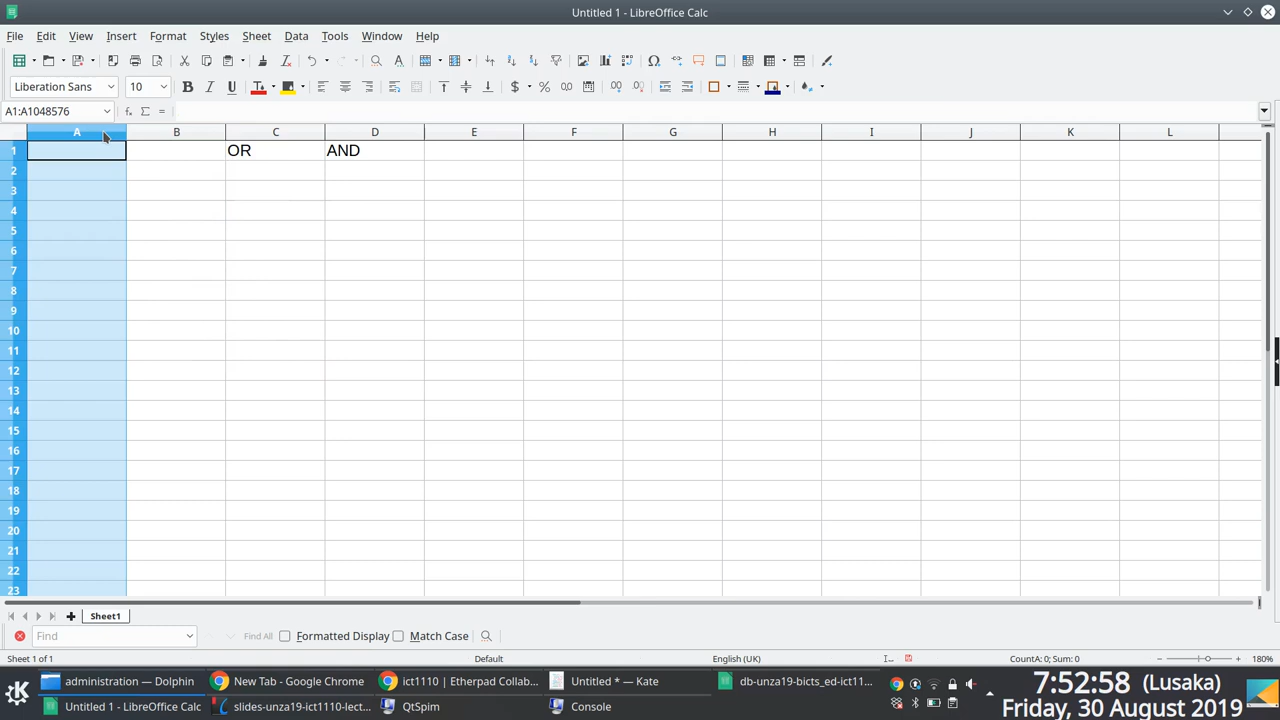 Untitled 1 - LibreOffice Calc
File Edit View Insert Format Styles Sheet Data Tools Window Help
Liberation Sans 10
A1:A1048576
A B C D E F G H I J K L
1 OR AND
2
3
4
5
6
7
8
9
10
11
12
13
14
15
16
17
18
19
20
21
22
23
Sheet1
Find Find All Formatted Display Match Case
Sheet 1 of 1 Default English (UK) CountA: 0; Sum: 0 180%
administration — Dolphin New Tab - Google Chrome ict1110 | Etherpad Collab... Untitled * — Kate db-unza19-bicts_ed-ict11...
7:52:58 (Lusaka)
Untitled 1 - LibreOffice Calc slides-unza19-ict1110-lect... QtSpim Console
Friday, 30 August 2019